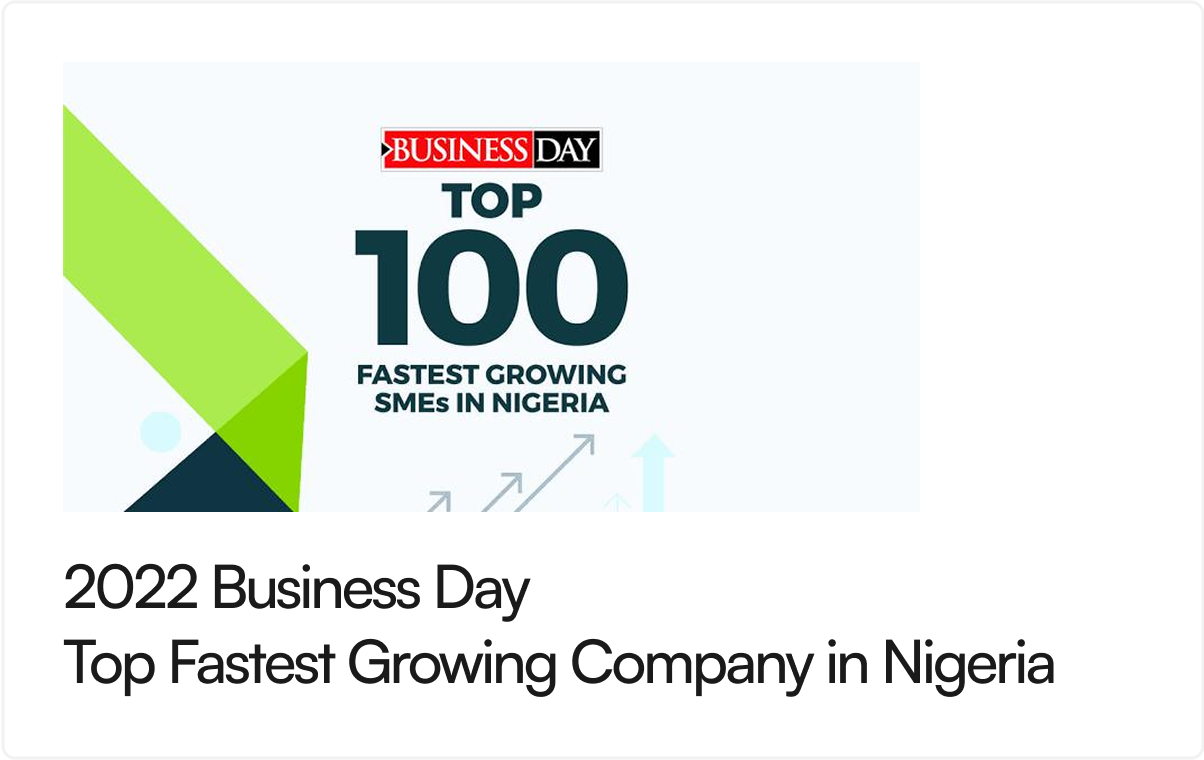 BUSINESS DAY
TOP
100
FASTEST GROWING
SMEs IN NIGERIA
2022 Business Day
Top Fastest Growing Company in Nigeria